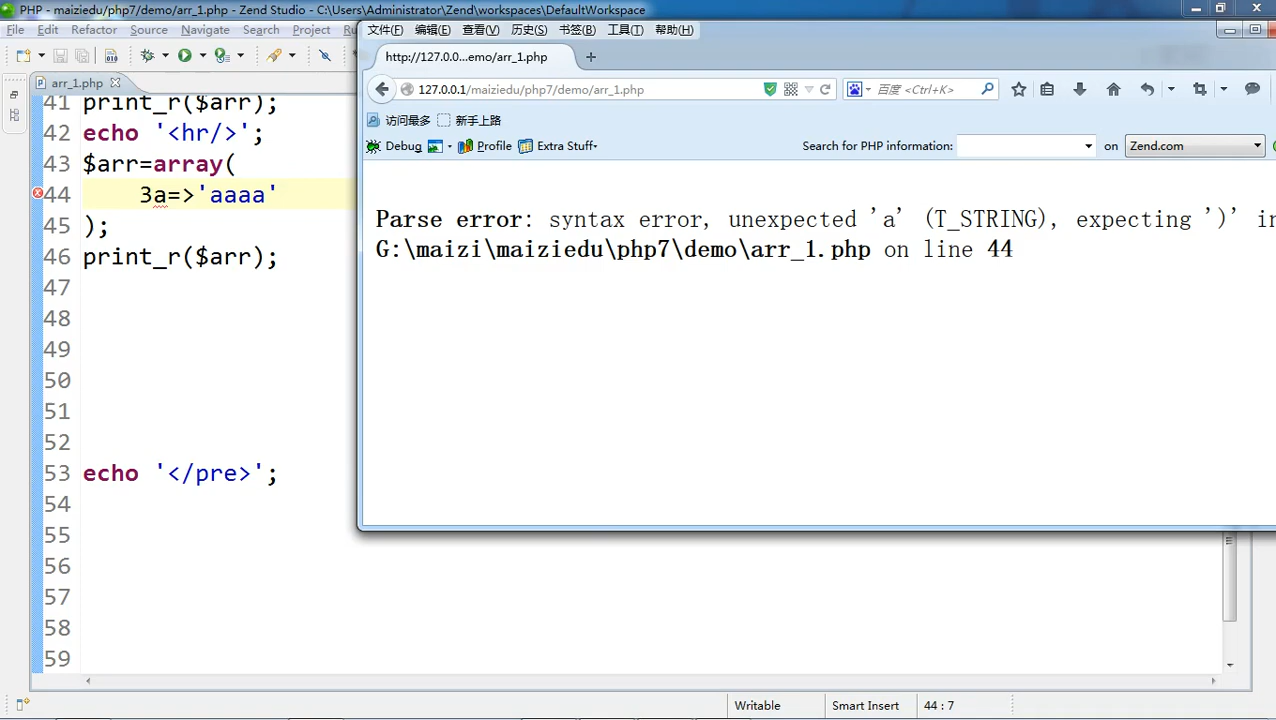 PHP - maiziedu/php7/demo/arr_1.php - Zend Studio - C:\Users\Administrator\Zend\workspaces\DefaultWorkspace
File Edit Refactor Source Navigate Search Project Ru
文件(F) 编辑(E) 查看(V) 历史(S) 书签(B) 工具(T) 帮助(H)
http://127.0.0...emo/arr_1.php
127.0.0.1/maiziedu/php7/demo/arr_1.php
百度 <Ctrl+K>
访问最多 新手上路
Debug Profile Extra Stuff
Search for PHP information: on Zend.com
Parse error: syntax error, unexpected 'a' (T_STRING), expecting ')' in
G:\maizi\maiziedu\php7\demo\arr_1.php on line 44
arr_1.php
41 print_r($arr);
42 echo '<hr/>';
43 $arr=array(
44 3a=>'aaaa'
45 );
46 print_r($arr);
47
48
49
50
51
52
53 echo '</pre>';
54
55
56
57
58
59
Writable Smart Insert 44 : 7